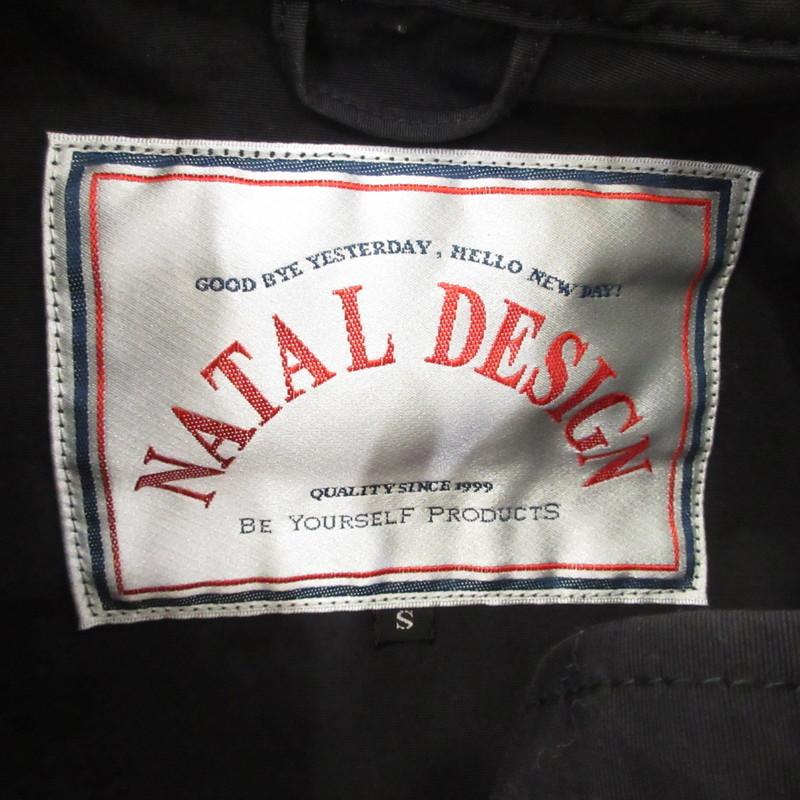 GOOD BYE YESTERDAY, HELLO NEW DAY!
NATAL DESIGN
QUALITY SINCE 1999
BE YOURSELF PRODUCTS
S